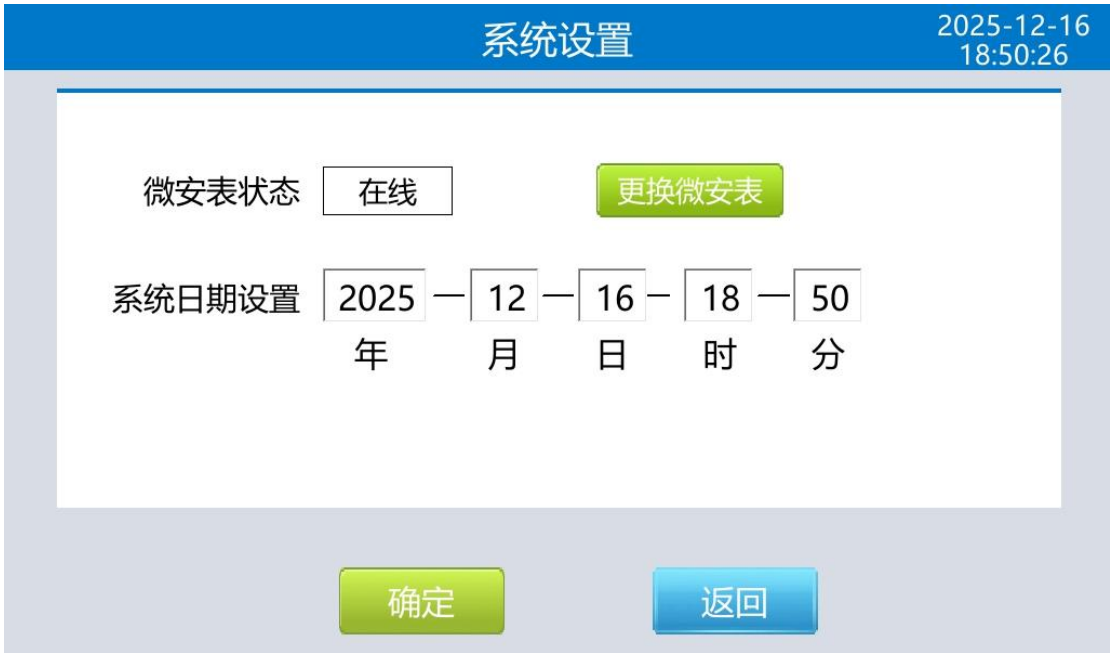 系统设置
2025-12-16
18:50:26
微安表状态 在线 更换微安表
系统日期设置 2025 — 12 — 16 — 18 — 50
年 月 日 时 分
确定 返回